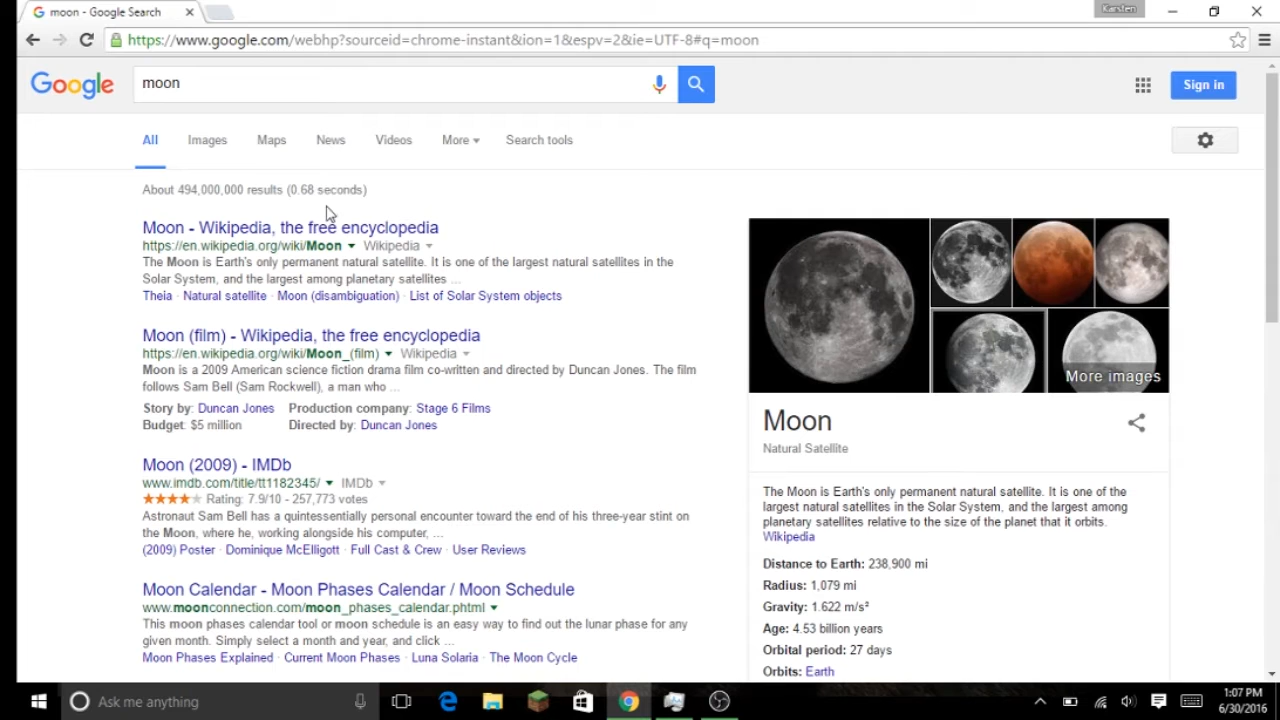 moon - Google Search
Karsten
https://www.google.com/webhp?sourceid=chrome-instant&ion=1&espv=2&ie=UTF-8#q=moon
Google
moon
Sign in
All Images Maps News Videos More Search tools
About 494,000,000 results (0.68 seconds)
Moon - Wikipedia, the free encyclopedia
https://en.wikipedia.org/wiki/Moon Wikipedia
The Moon is Earth's only permanent natural satellite. It is one of the largest natural satellites in the
Solar System, and the largest among planetary satellites ...
Theia · Natural satellite · Moon (disambiguation) · List of Solar System objects
Moon (film) - Wikipedia, the free encyclopedia
https://en.wikipedia.org/wiki/Moon_(film) Wikipedia
Moon is a 2009 American science fiction drama film co-written and directed by Duncan Jones. The film
follows Sam Bell (Sam Rockwell), a man who ...
Story by: Duncan Jones Production company: Stage 6 Films
Budget: $5 million Directed by: Duncan Jones
Moon (2009) - IMDb
www.imdb.com/title/tt1182345/ IMDb
Rating: 7.9/10 - 257,773 votes
Astronaut Sam Bell has a quintessentially personal encounter toward the end of his three-year stint on
the Moon, where he, working alongside his computer, ...
(2009) Poster · Dominique McElligott · Full Cast & Crew · User Reviews
Moon Calendar - Moon Phases Calendar / Moon Schedule
www.moonconnection.com/moon_phases_calendar.phtml
This moon phases calendar tool or moon schedule is an easy way to find out the lunar phase for any
given month. Simply select a month and year, and click ...
Moon Phases Explained · Current Moon Phases · Luna Solaria · The Moon Cycle
More images
Moon
Natural Satellite
The Moon is Earth's only permanent natural satellite. It is one of the
largest natural satellites in the Solar System, and the largest among
planetary satellites relative to the size of the planet that it orbits.
Wikipedia
Distance to Earth: 238,900 mi
Radius: 1,079 mi
Gravity: 1.622 m/s²
Age: 4.53 billion years
Orbital period: 27 days
Orbits: Earth
Ask me anything
1:07 PM
6/30/2016